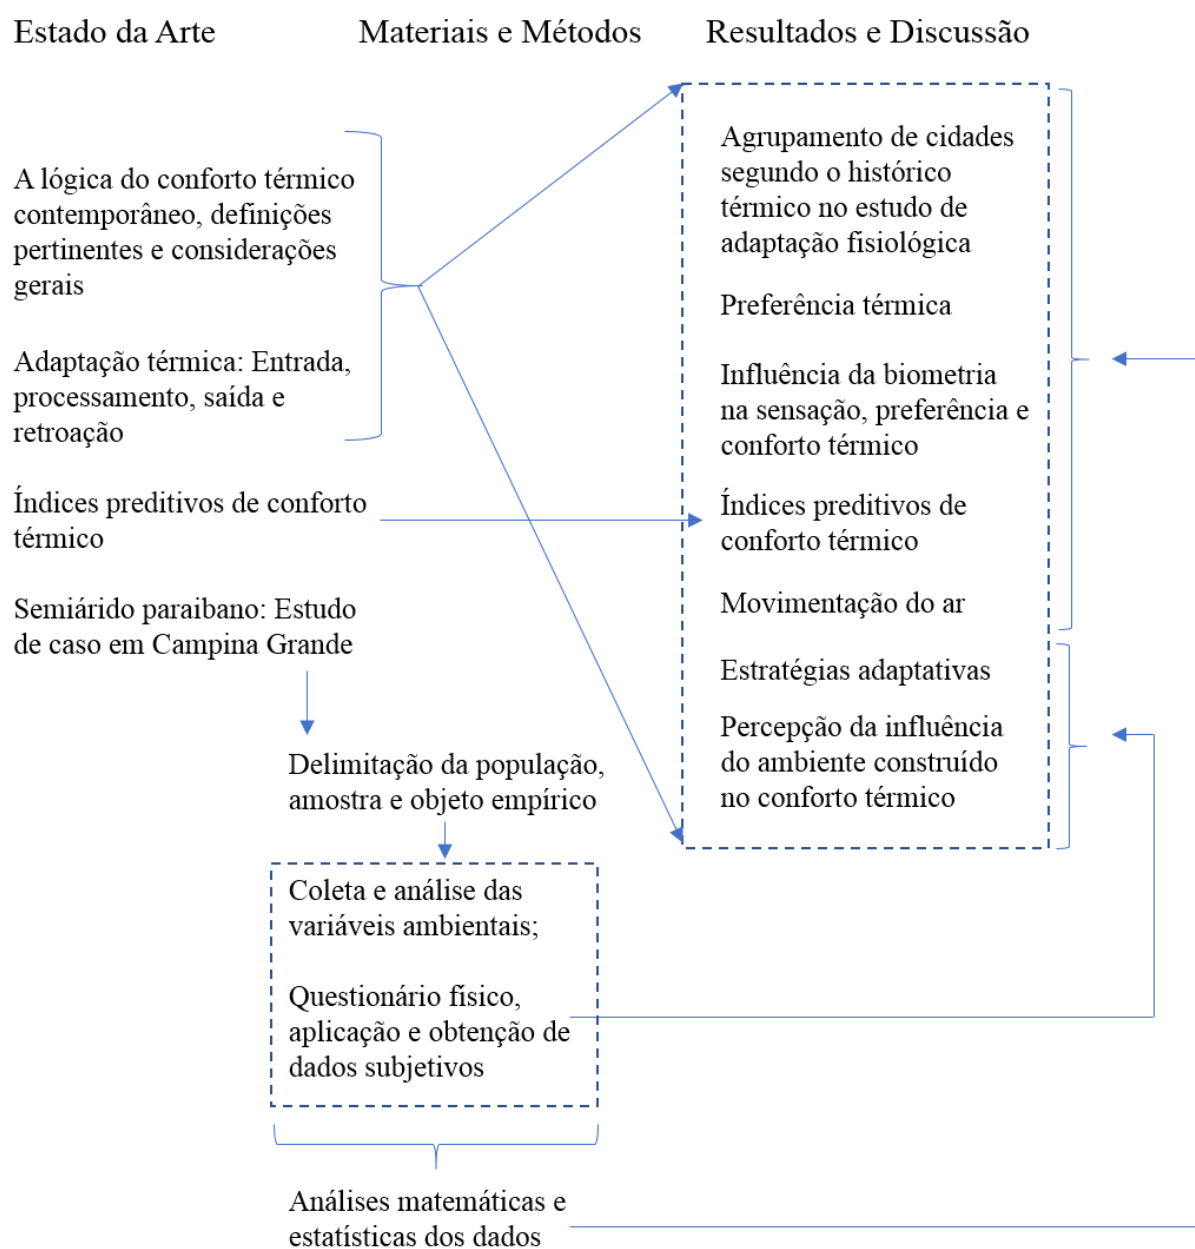 Estado da Arte
Materiais e Métodos
Resultados e Discussão
A lógica do conforto térmico
contemporâneo, definições
pertinentes e considerações
gerais
Adaptação térmica: Entrada,
processamento, saída e
retroação
Índices preditivos de conforto
térmico
Semiárido paraibano: Estudo
de caso em Campina Grande
Delimitação da população,
amostra e objeto empírico
Coleta e análise das
variáveis ambientais;
Questionário físico,
aplicação e obtenção de
dados subjetivos
Análises matemáticas e
estatísticas dos dados
Agrupamento de cidades
segundo o histórico
térmico no estudo de
adaptação fisiológica
Preferência térmica
Influência da biometria
na sensação, preferência e
conforto térmico
Índices preditivos de
conforto térmico
Movimentação do ar
Estratégias adaptativas
Percepção da influência
do ambiente construído
no conforto térmico